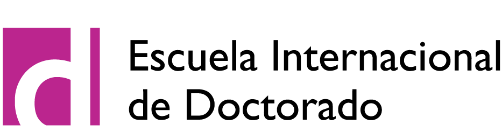 d
Escuela Internacional
de Doctorado